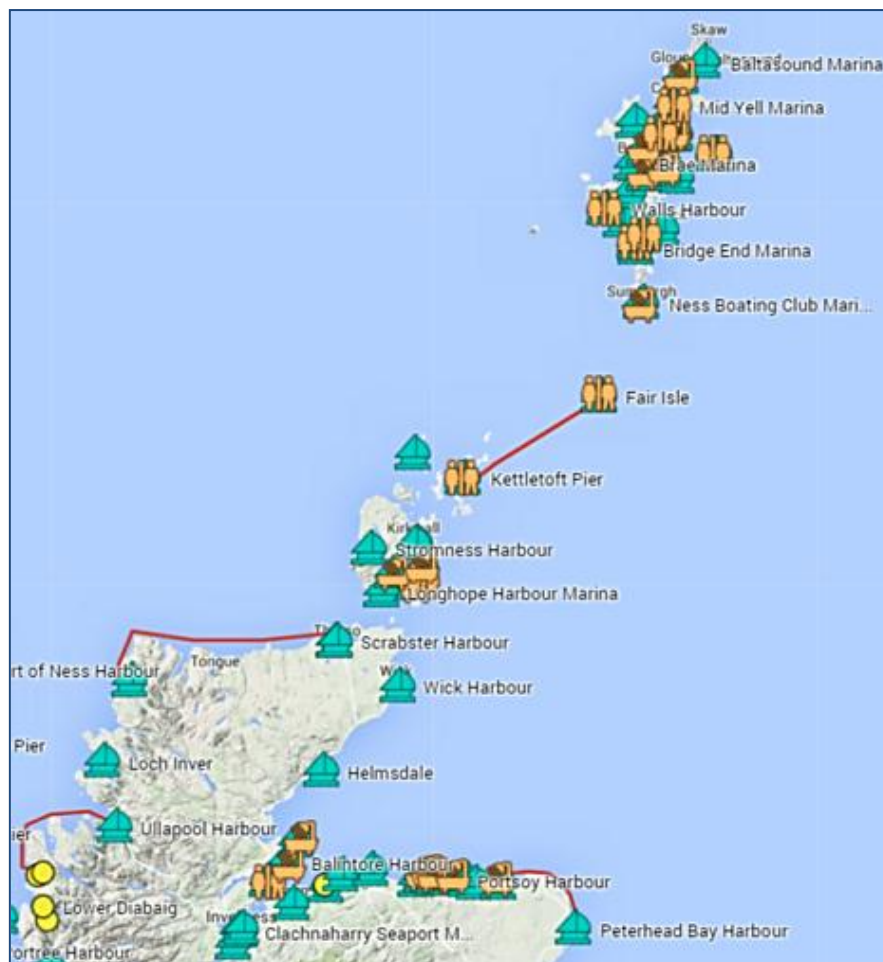 Skaw
Baltasound Marina
Mid Yell Marina
Brae Marina
Walls Harbour
Bridge End Marina
Ness Boating Club Mari...
Fair Isle
Kettletoft Pier
Stromness Harbour
Longhope Harbour Marina
Scrabster Harbour
Tongue
rt of Ness Harbour
Wick Harbour
Pier
Loch Inver
Helmsdale
Ullapool Harbour
Balintore Harbour
Portsoy Harbour
Lower Diabaig
Clachnaharry Seaport M...
Peterhead Bay Harbour
ortree Harbour